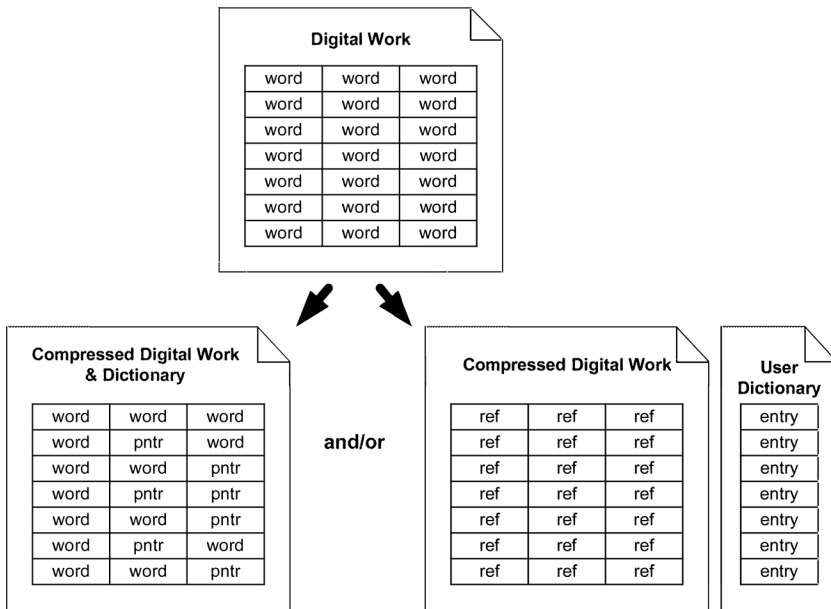 Digital Work
word word word
word word word
word word word
word word word
word word word
word word word
word word word
Compressed Digital Work
& Dictionary
word word word
word pntr word
word word pntr
word pntr pntr
word word pntr
word pntr word
word word pntr
and/or
Compressed Digital Work
ref ref ref
ref ref ref
ref ref ref
ref ref ref
ref ref ref
ref ref ref
ref ref ref
User
Dictionary
entry
entry
entry
entry
entry
entry
entry